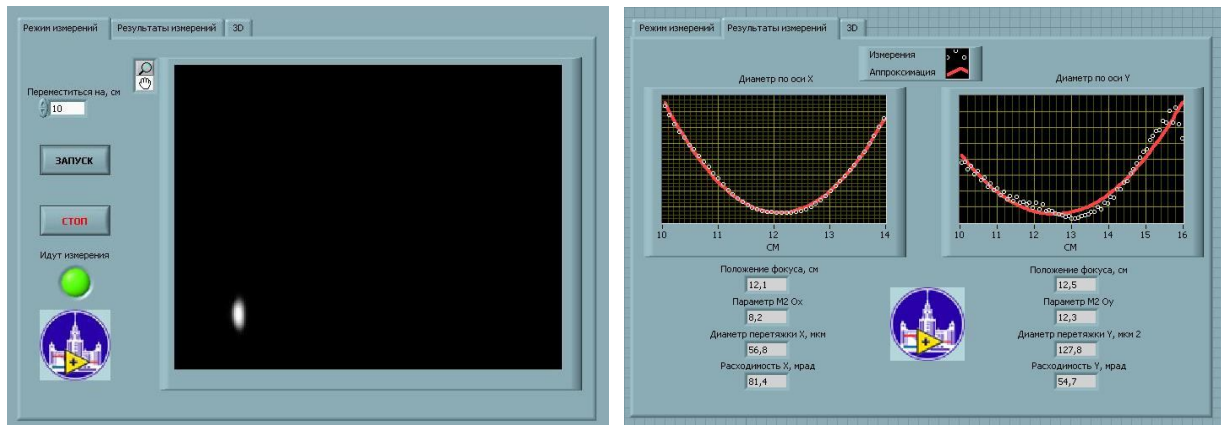 Режим измерений Результаты измерений 3D
Переместиться на, см
10
ЗАПУСК
СТОП
Идут измерения
Режим измерений Результаты измерений 3D
Измерения
Аппроксимация
Диаметр по оси X
10 11 12 13 14
СМ
Положение фокуса, см
12,1
Параметр M2 Ox
8,2
Диаметр перетяжки X, мкм
56,8
Расходимость X, мрад
81,4
Диаметр по оси Y
10 11 12 13 14 15 16
СМ
Положение фокуса, см
12,5
Параметр M2 Oy
12,3
Диаметр перетяжки Y, мкм 2
127,8
Расходимость Y, мрад
54,7